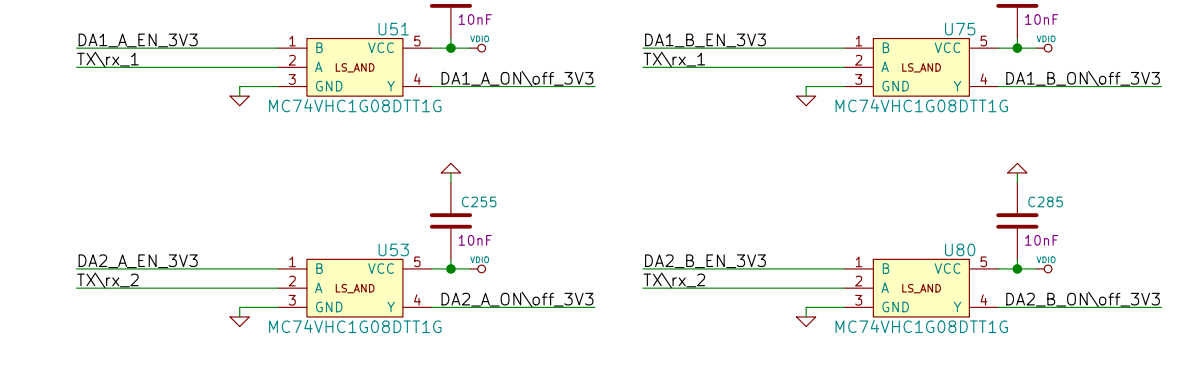 10nF
U51
VDIO
DA1_A_EN_3V3
1
B
VCC
5
TX\rx_1
2
A
LS_AND
3
GND
Y
4
DA1_A_ON\off_3V3
MC74VHC1G08DTT1G
10nF
U75
VDIO
DA1_B_EN_3V3
1
B
VCC
5
TX\rx_1
2
A
LS_AND
3
GND
Y
4
DA1_B_ON\off_3V3
MC74VHC1G08DTT1G
C255
10nF
U53
VDIO
DA2_A_EN_3V3
1
B
VCC
5
TX\rx_2
2
A
LS_AND
3
GND
Y
4
DA2_A_ON\off_3V3
MC74VHC1G08DTT1G
C285
10nF
U80
VDIO
DA2_B_EN_3V3
1
B
VCC
5
TX\rx_2
2
A
LS_AND
3
GND
Y
4
DA2_B_ON\off_3V3
MC74VHC1G08DTT1G